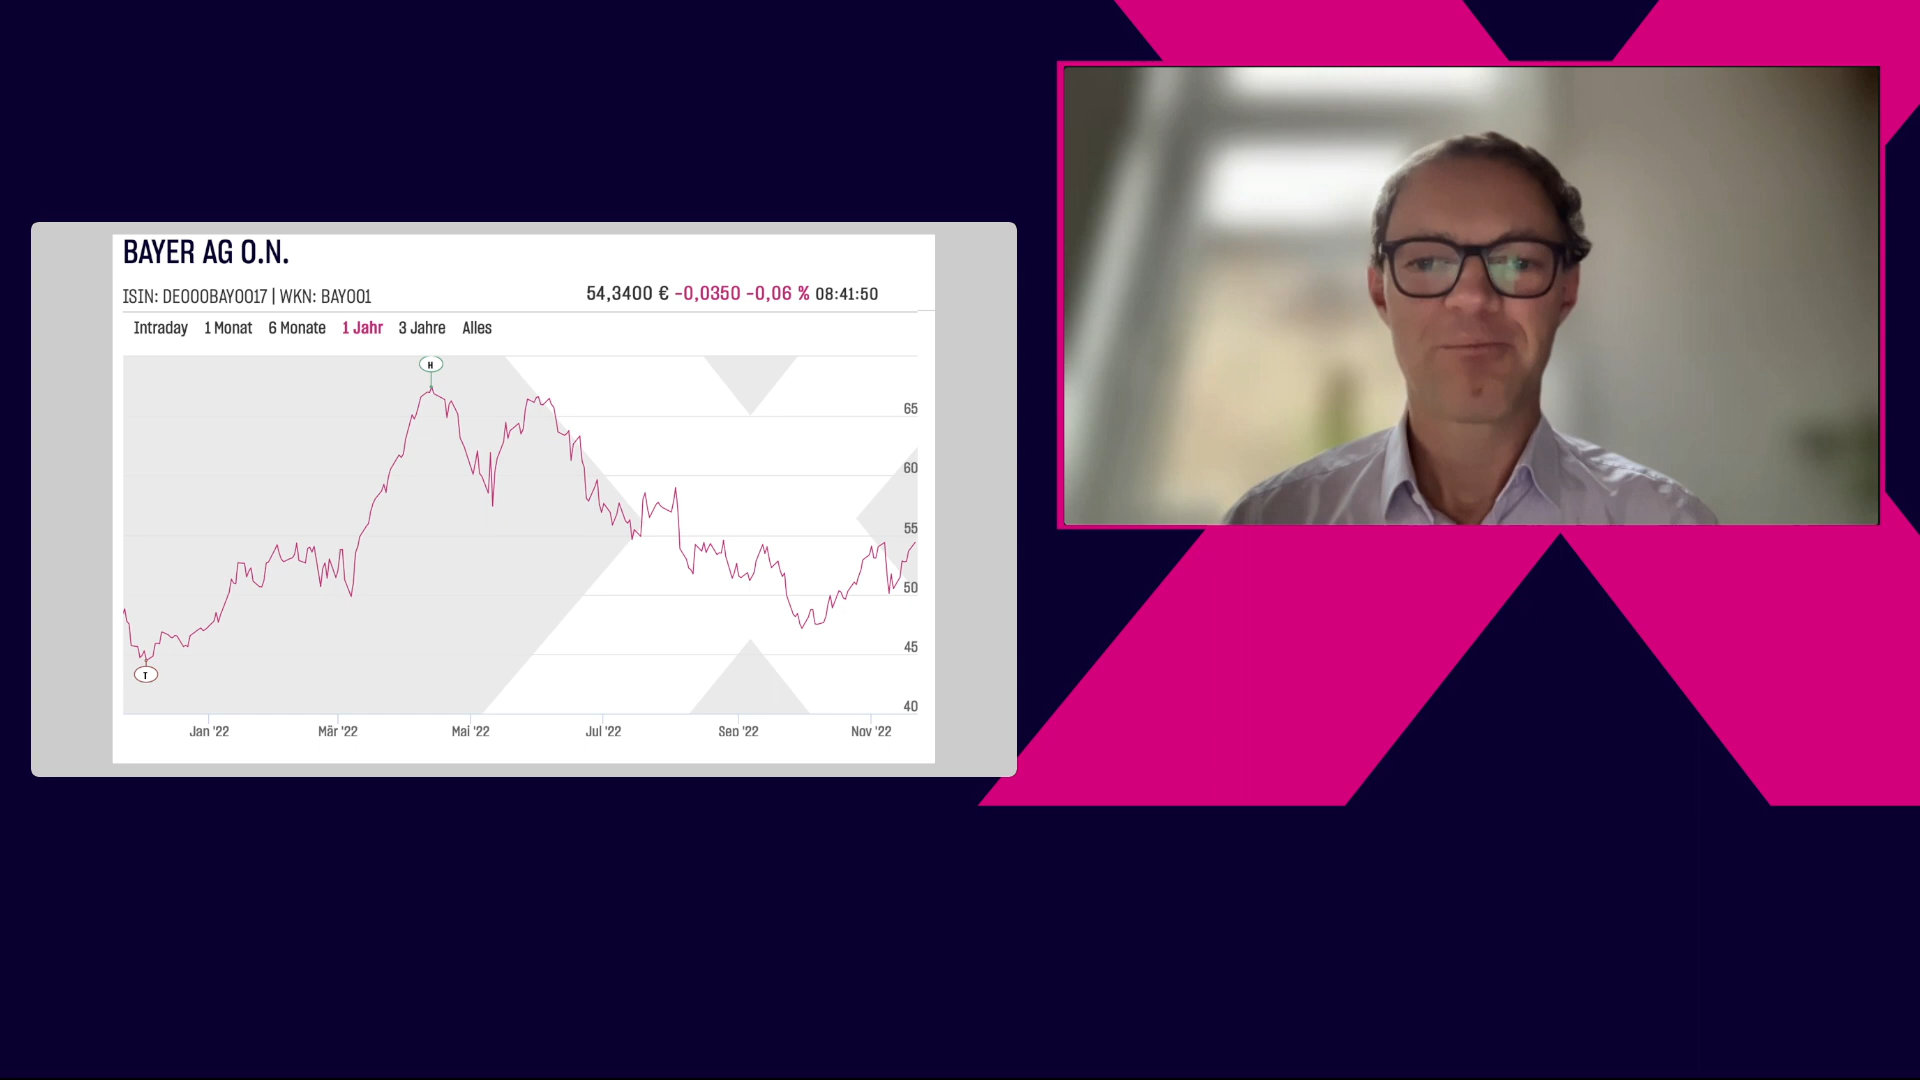 BAYER AG O.N.
ISIN: DE000BAY0017 | WKN: BAY001
54,3400 € -0,0350 -0,06 % 08:41:50
Intraday 1 Monat 6 Monate 1 Jahr 3 Jahre Alles
H
65
60
55
50
45
T
40
Jan '22 Mär '22 Mai '22 Jul '22 Sep '22 Nov '22